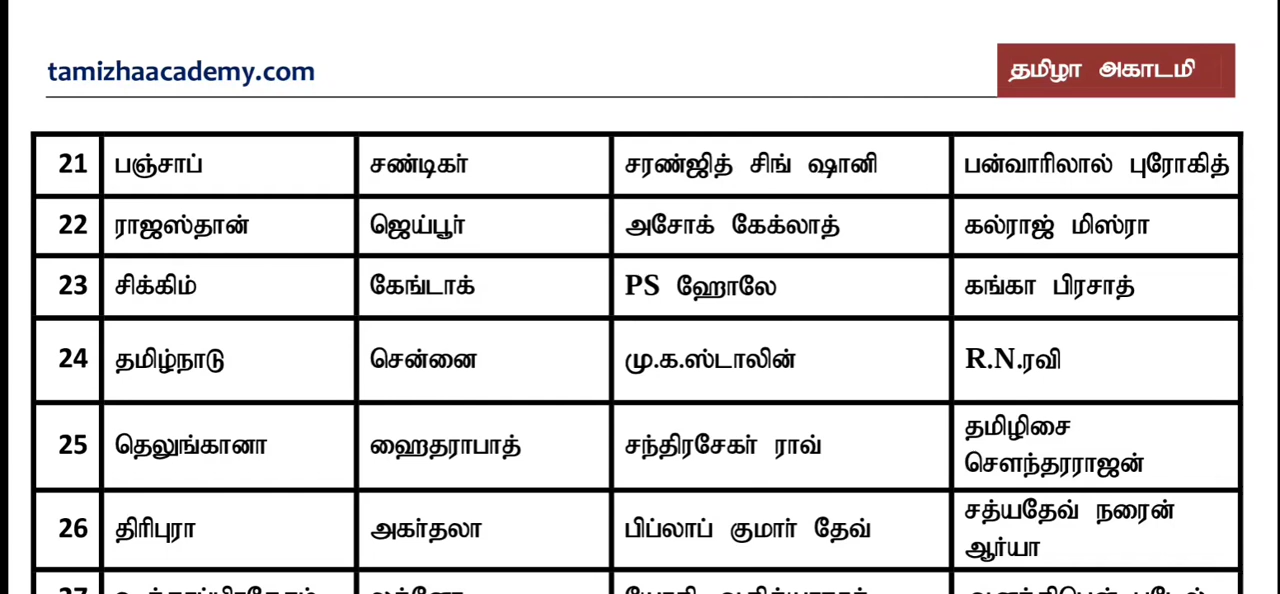 tamizhaacademy.com தமிழா அகாடமி
21 பஞ்சாப் சண்டிகர் சரண்ஜித் சிங் ஷானி பன்வாரிலால் புரோகித்
22 ராஜஸ்தான் ஜெய்பூர் அசோக் கேக்லாத் கல்ராஜ் மிஸ்ரா
23 சிக்கிம் கேங்டாக் PS ஹோலே கங்கா பிரசாத்
24 தமிழ்நாடு சென்னை மு.க.ஸ்டாலின் R.N.ரவி
25 தெலுங்கானா ஹைதராபாத் சந்திரசேகர் ராவ் தமிழிசை
சௌந்தரராஜன்
26 திரிபுரா அகர்தலா பிப்லாப் குமார் தேவ் சத்யதேவ் நரைன்
ஆர்யா
27